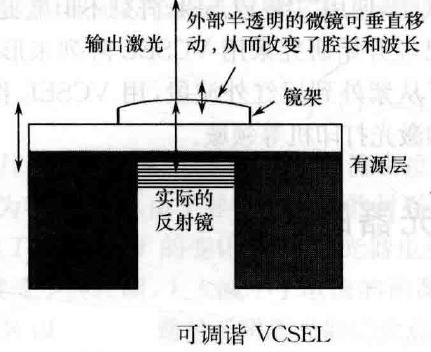 外部半透明的微镜可垂直移
动，从而改变了腔长和波长
输出激光
镜架
有源层
实际的
反射镜
可调谐 VCSEL